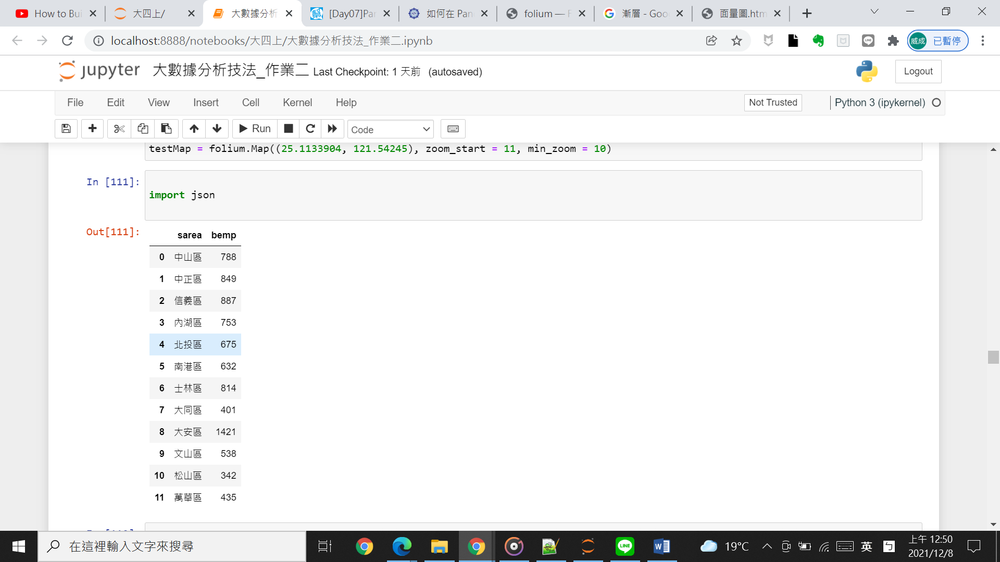 How to Bui
大四上/
大數據分析
[Day07]Pan
如何在 Pan
folium — P
漸層 - Goo
面量圖.htm
localhost:8888/notebooks/大四上/大數據分析技法_作業二.ipynb
威成 已暫停
jupyter 大數據分析技法_作業二 Last Checkpoint: 1 天前 (autosaved)
Logout
File Edit View Insert Cell Kernel Help
Not Trusted
Python 3 (ipykernel)
Run
Code
testMap = folium.Map((25.1133904, 121.54245), zoom_start = 11, min_zoom = 10)
In [111]:
import json
Out[111]:
sarea bemp
0 中山區 788
1 中正區 849
2 信義區 887
3 內湖區 753
4 北投區 675
5 南港區 632
6 士林區 814
7 大同區 401
8 大安區 1421
9 文山區 538
10 松山區 342
11 萬華區 435
在這裡輸入文字來搜尋
LINE
19°C
英
ㄅ
上午 12:50
2021/12/8